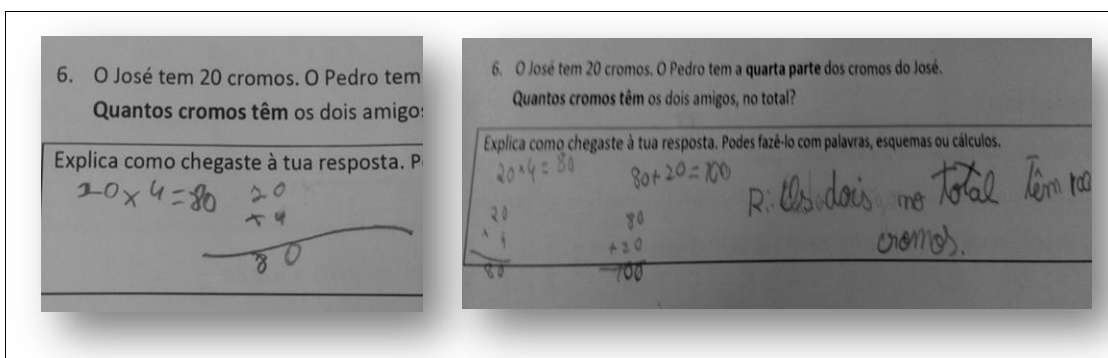 6. O José tem 20 cromos. O Pedro tem
Quantos cromos têm os dois amigos
Explica como chegaste à tua resposta. P
20 x 4 = 80
20
x 4
80
6. O José tem 20 cromos. O Pedro tem a quarta parte dos cromos do José.
Quantos cromos têm os dois amigos, no total?
Explica como chegaste à tua resposta. Podes fazê-lo com palavras, esquemas ou cálculos.
20 x 4 = 80
80 + 20 = 100
20
x 4
80
80
+ 20
100
R: Os dois no total têm 100
cromos.